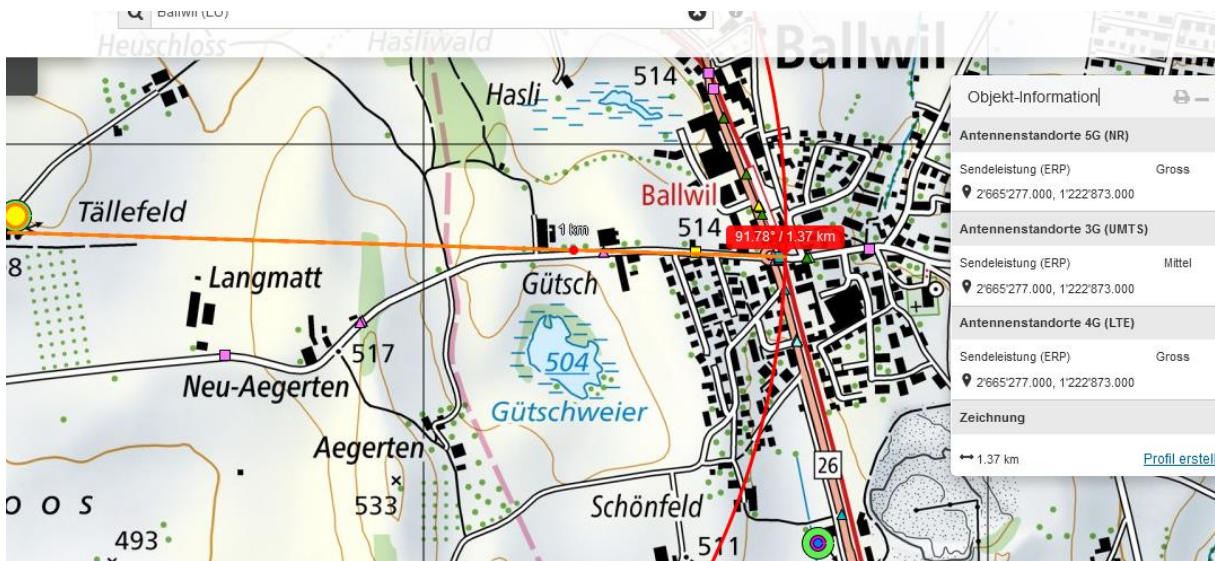 Ballwil (LU)
Heuschloss
Hasliwald
Ballwil
514
Hasli
Ballwil
514
Tällefeld
1 km
91.78° / 1.37 km
8
Langmatt
Gütsch
517
504
Neu-Aegerten
Gütschweier
Aegerten
26
O O S
533
Schönfeld
493
511
Objekt-Information
Antennenstandorte 5G (NR)
Sendeleistung (ERP) Gross
2'665'277.000, 1'222'873.000
Antennenstandorte 3G (UMTS)
Sendeleistung (ERP) Mittel
2'665'277.000, 1'222'873.000
Antennenstandorte 4G (LTE)
Sendeleistung (ERP) Gross
2'665'277.000, 1'222'873.000
Zeichnung
1.37 km Profil erstell